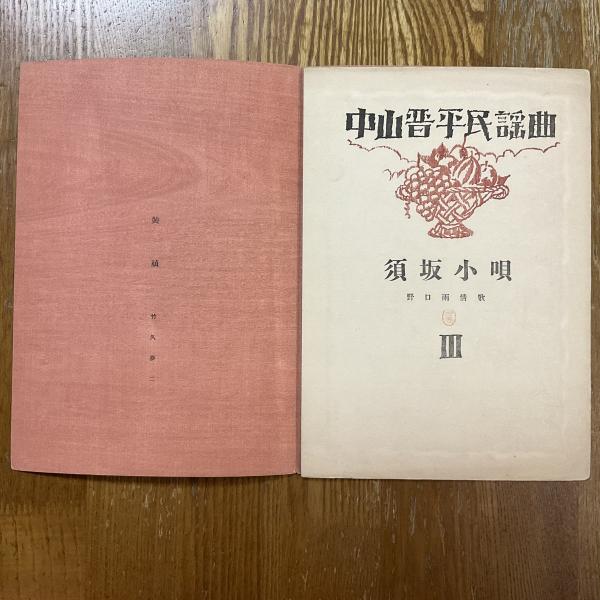 中山晋平民謡曲
須坂小唄
野口雨情歌
III
装幀
竹久夢二